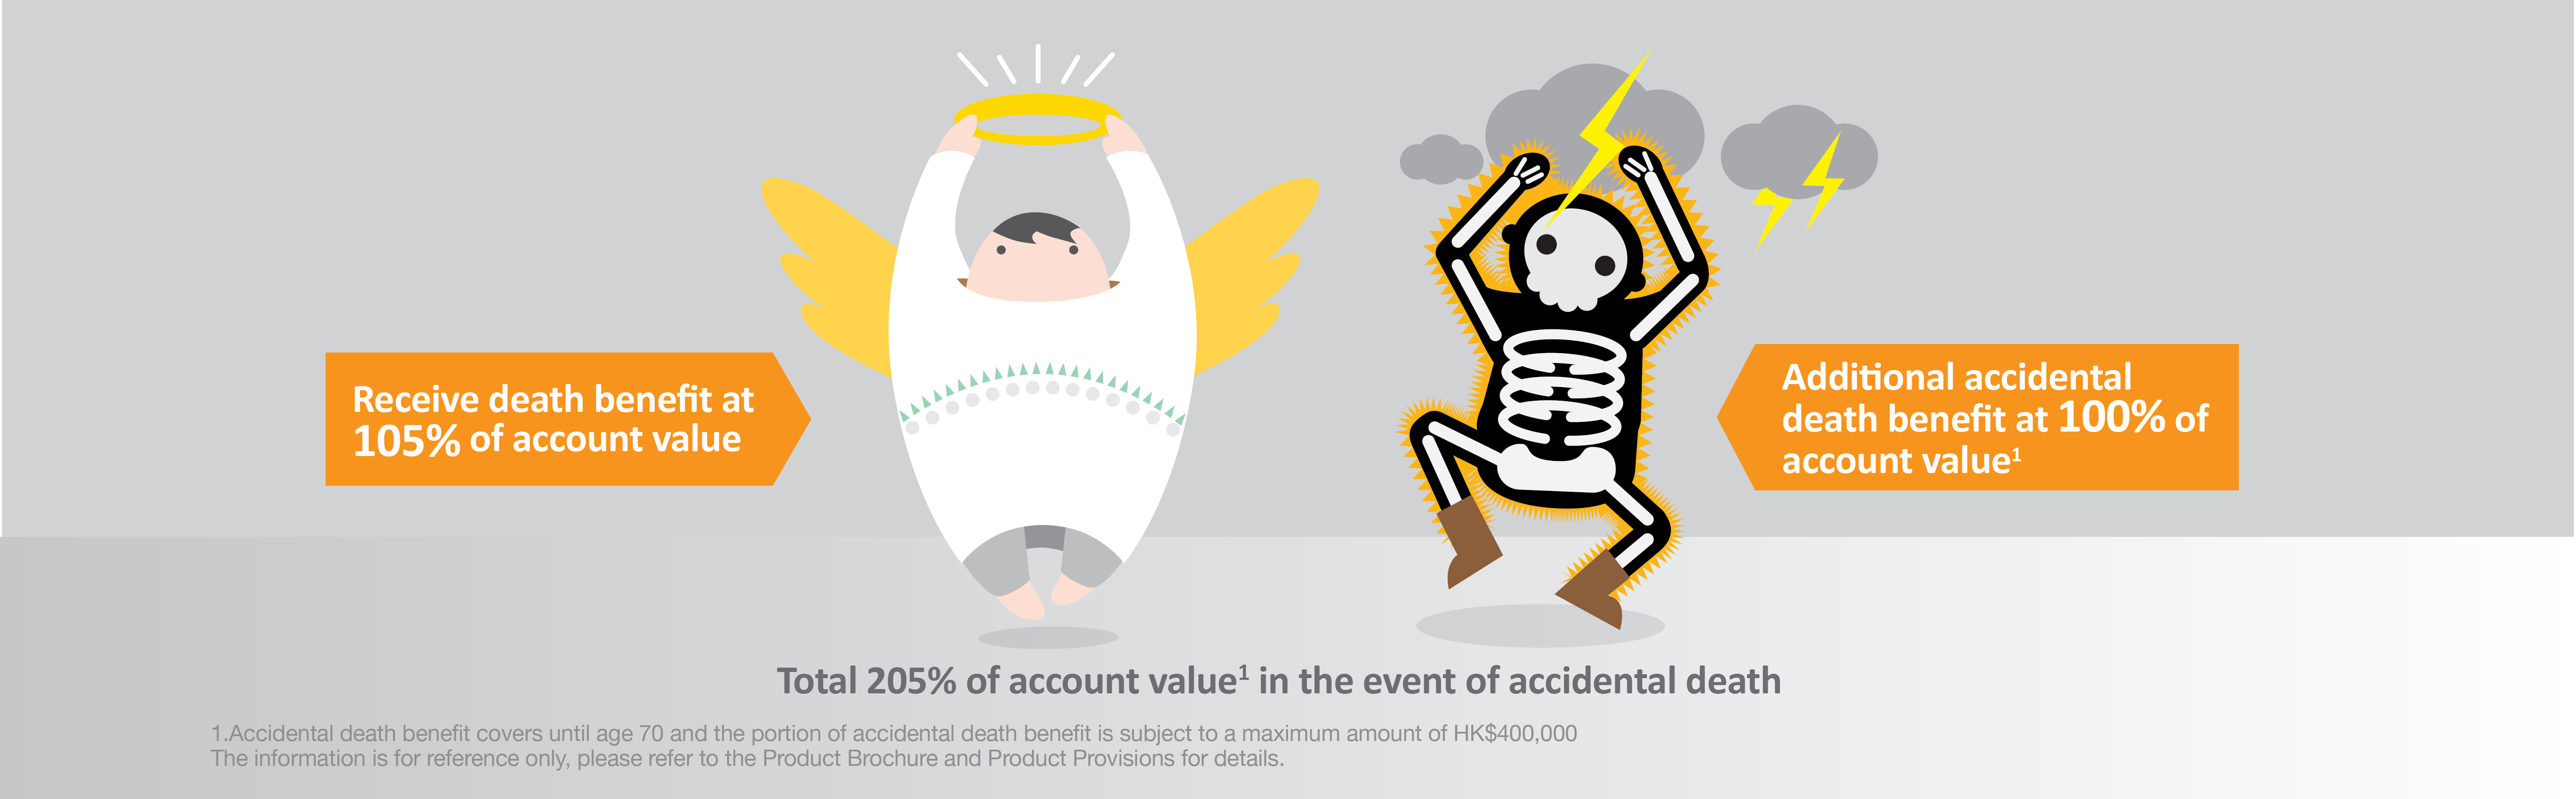 Receive death benefit at
105% of account value
Additional accidental
death benefit at 100% of
account value¹
Total 205% of account value¹ in the event of accidental death
1.Accidental death benefit covers until age 70 and the portion of accidental death benefit is subject to a maximum amount of HK$400,000
The information is for reference only, please refer to the Product Brochure and Product Provisions for details.